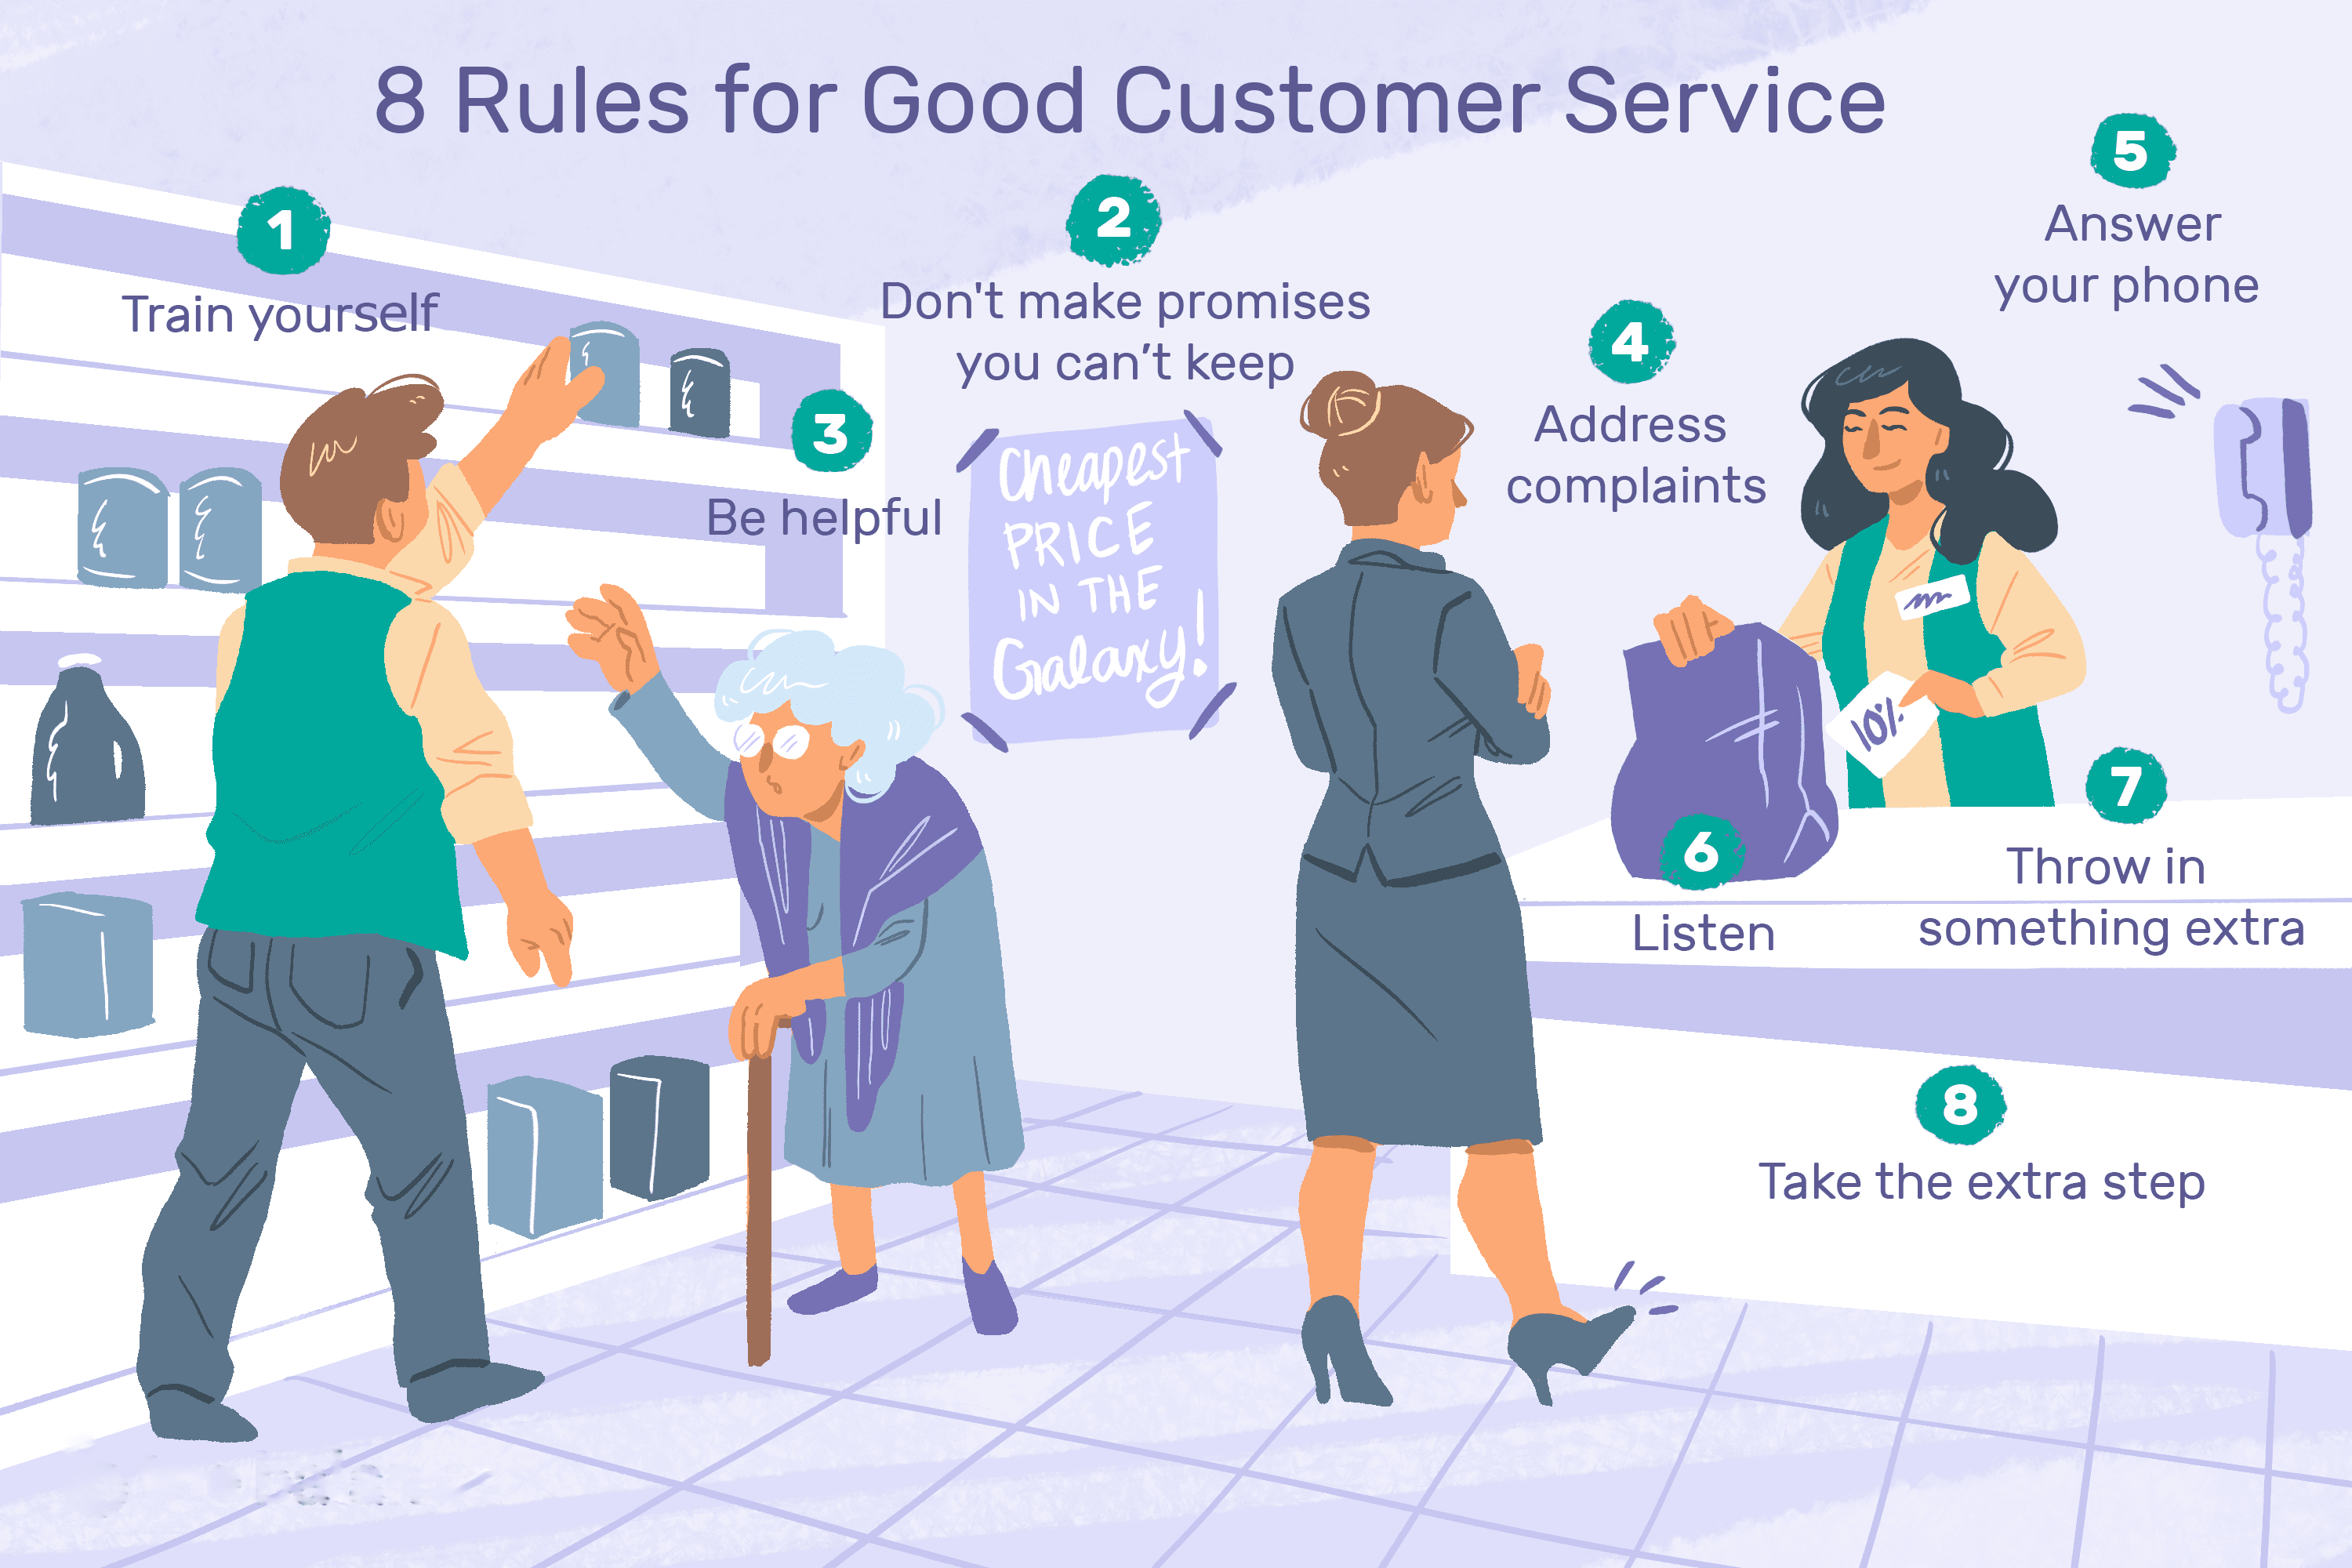 8 Rules for Good Customer Service
1
Train yourself
2
Don't make promises
you can’t keep
3
Be helpful
Cheapest
PRICE
IN THE
Galaxy!
4
Address
complaints
5
Answer
your phone
10%
6
Listen
7
Throw in
something extra
8
Take the extra step